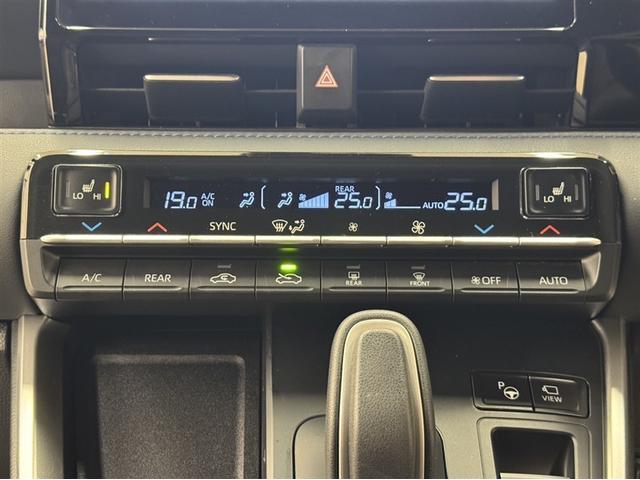 LO HI
19.0 A/C ON REAR 25.0 AUTO 25.0
LO HI
SYNC
A/C REAR REAR FRONT OFF AUTO
P VIEW